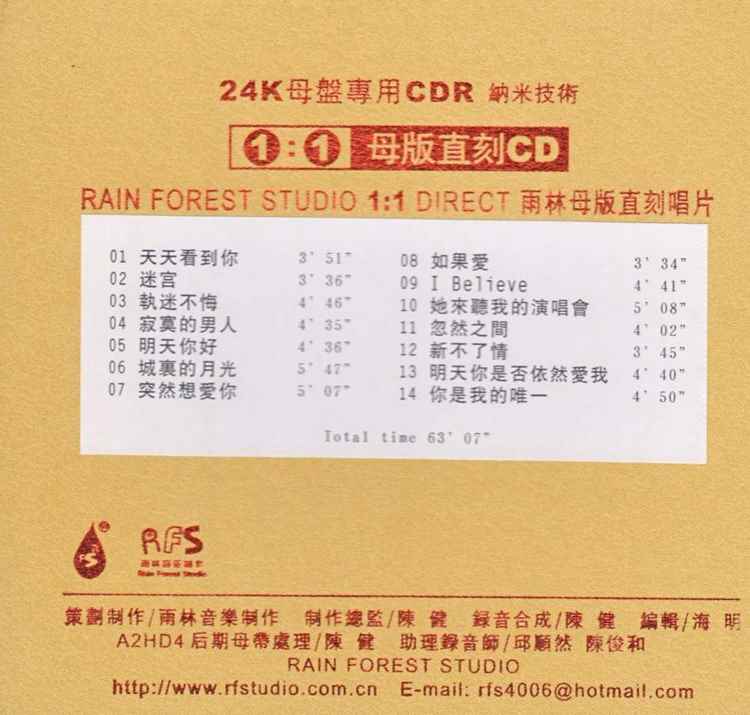 24K母盤專用CDR 納米技術
1:1 母版直刻CD
RAIN FOREST STUDIO 1:1 DIRECT 雨林母版直刻唱片
01 天天看到你 3' 51"
02 迷宫 3' 36"
03 執迷不悔 4' 46"
04 寂寞的男人 4' 35"
05 明天你好 4' 36"
06 城裏的月光 5' 47"
07 突然想愛你 5' 07"
08 如果愛 3' 34"
09 I Believe 4' 41"
10 她來聽我的演唱會 5' 08"
11 忽然之間 4' 02"
12 新不了情 3' 45"
13 明天你是否依然愛我 4' 40"
14 你是我的唯一 4' 50"
Total time 63' 07"
RFS
Rain Forest Studio
策劃制作/雨林音樂制作 制作總監/陳 健 録音合成/陳 健 編輯/海 明
A2HD4后期母帶處理/陳 健 助理録音師/邱順然 陳俊和
RAIN FOREST STUDIO
http://www.rfstudio.com.cn E-mail: rfs4006@hotmail.com